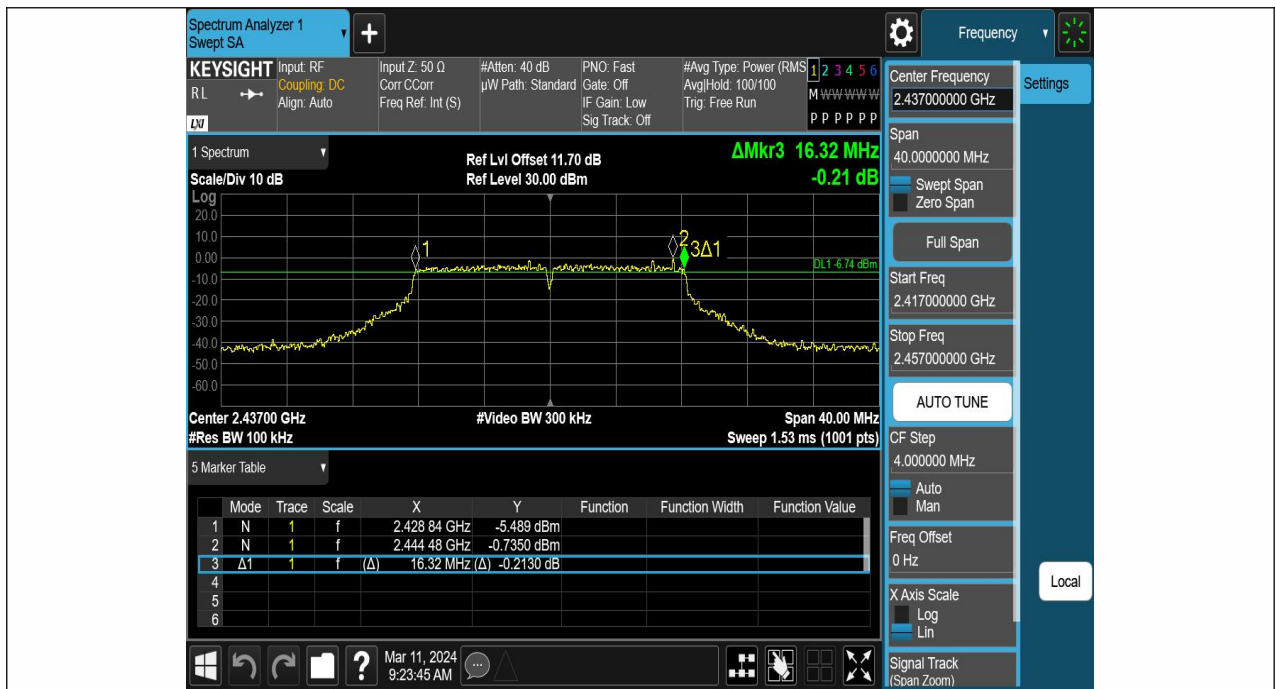 Spectrum Analyzer 1
Swept SA
+
Frequency
KEYSIGHT
RL
LXI
Input: RF
Coupling: DC
Align: Auto
Input Z: 50 Ω
Corr CCorr
Freq Ref: Int (S)
#Atten: 40 dB
µW Path: Standard
PNO: Fast
Gate: Off
IF Gain: Low
Sig Track: Off
#Avg Type: Power (RMS
Avg|Hold: 100/100
Trig: Free Run
1 2 3 4 5 6
M W W W W W
P P P P P P
1 Spectrum
Scale/Div 10 dB
Ref Lvl Offset 11.70 dB
Ref Level 30.00 dBm
ΔMkr3 16.32 MHz
-0.21 dB
Log
20.0
10.0
0.00
-10.0
-20.0
-30.0
-40.0
-50.0
-60.0
1
2
3Δ1
DL1 -6.74 dBm
Center 2.43700 GHz
#Video BW 300 kHz
Span 40.00 MHz
#Res BW 100 kHz
Sweep 1.53 ms (1001 pts)
5 Marker Table
Mode Trace Scale X Y Function Function Width Function Value
1 N 1 f 2.428 84 GHz -5.489 dBm
2 N 1 f 2.444 48 GHz -0.7350 dBm
3 Δ1 1 f (Δ) 16.32 MHz (Δ) -0.2130 dB
4
5
6
?
Mar 11, 2024
9:23:45 AM
Center Frequency
2.437000000 GHz
Settings
Span
40.0000000 MHz
Swept Span
Zero Span
Full Span
Start Freq
2.417000000 GHz
Stop Freq
2.457000000 GHz
AUTO TUNE
CF Step
4.000000 MHz
Auto
Man
Freq Offset
0 Hz
X Axis Scale
Log
Lin
Local
Signal Track
(Span Zoom)